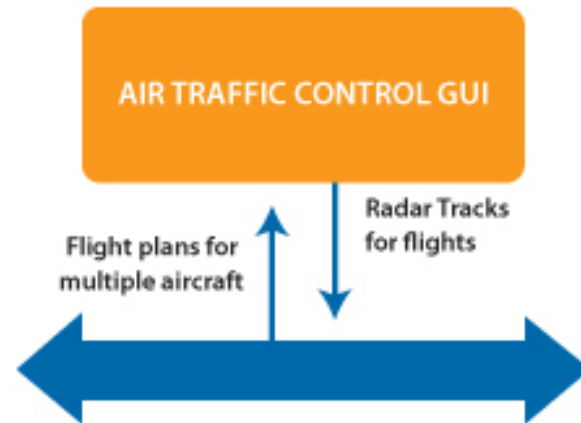 AIR TRAFFIC CONTROL GUI
Flight plans for
multiple aircraft
Radar Tracks
for flights